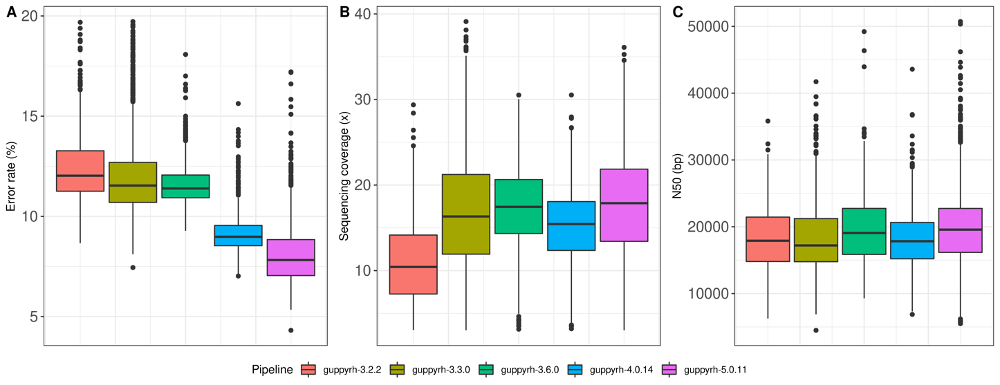 A
Error rate (%)
20
15
10
5
B
Sequencing coverage (x)
40
30
20
10
C
N50 (bp)
50000
40000
30000
20000
10000
Pipeline guppyrh-3.2.2 guppyrh-3.3.0 guppyrh-3.6.0 guppyrh-4.0.14 guppyrh-5.0.11